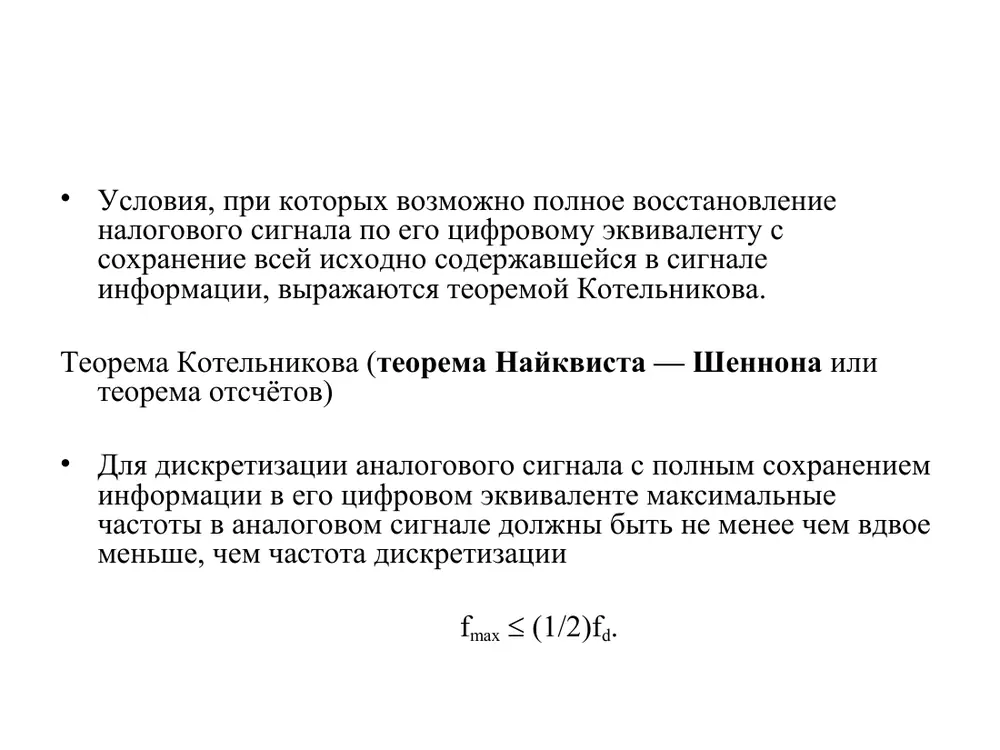 • Условия, при которых возможно полное восстановление
налогового сигнала по его цифровому эквиваленту с
сохранение всей исходно содержавшейся в сигнале
информации, выражаются теоремой Котельникова.
Теорема Котельникова (теорема Найквиста — Шеннона или
теорема отсчётов)
• Для дискретизации аналогового сигнала с полным сохранением
информации в его цифровом эквиваленте максимальные
частоты в аналоговом сигнале должны быть не менее чем вдвое
меньше, чем частота дискретизации
fmax ≤ (1/2)fd.